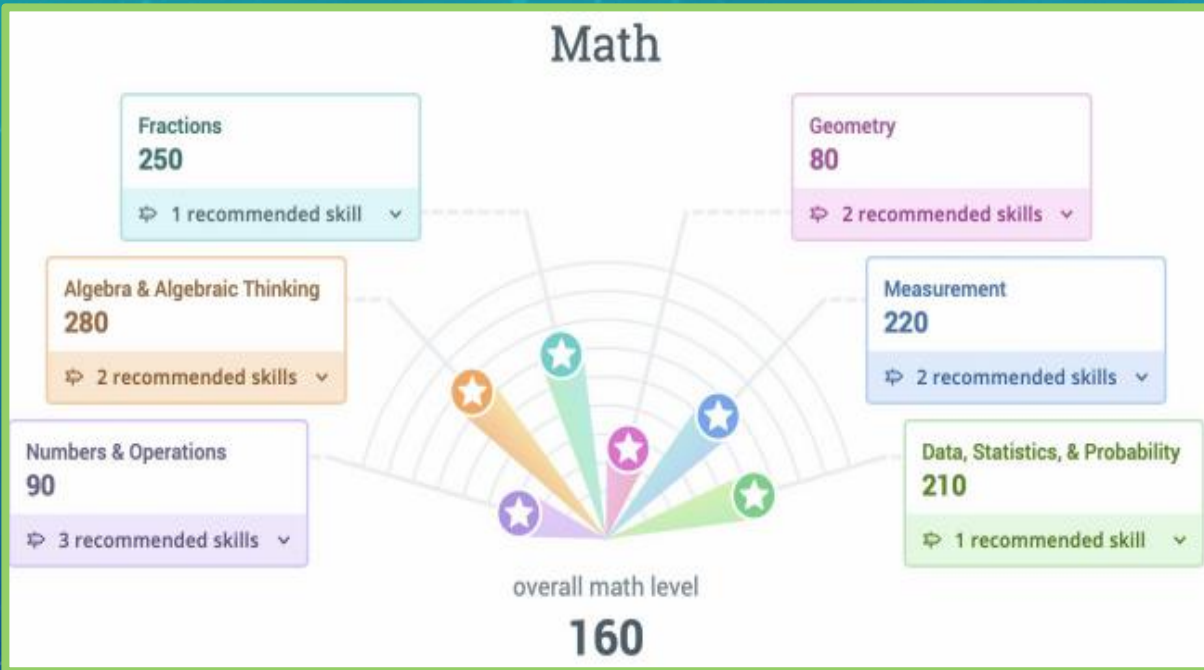 Math
Fractions
250
1 recommended skill
Geometry
80
2 recommended skills
Algebra & Algebraic Thinking
280
2 recommended skills
Measurement
220
2 recommended skills
Numbers & Operations
90
3 recommended skills
Data, Statistics, & Probability
210
1 recommended skill
overall math level
160